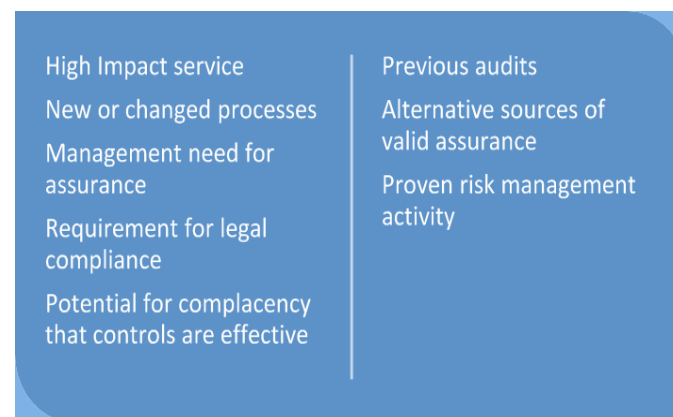 High Impact service
New or changed processes
Management need for
assurance
Requirement for legal
compliance
Potential for complacency
that controls are effective
Previous audits
Alternative sources of
valid assurance
Proven risk management
activity